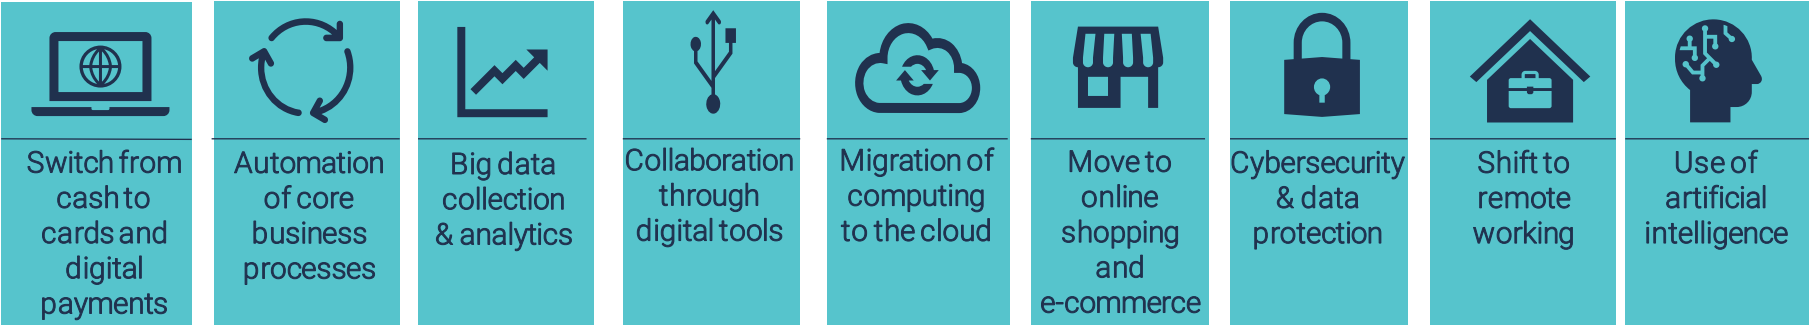 Switch from
cash to
cards and
digital
payments
Automation
of core
business
processes
Big data
collection
& analytics
Collaboration
through
digital tools
Migration of
computing
to the cloud
Move to
online
shopping
and
e-commerce
Cybersecurity
& data
protection
Shift to
remote
working
Use of
artificial
intelligence